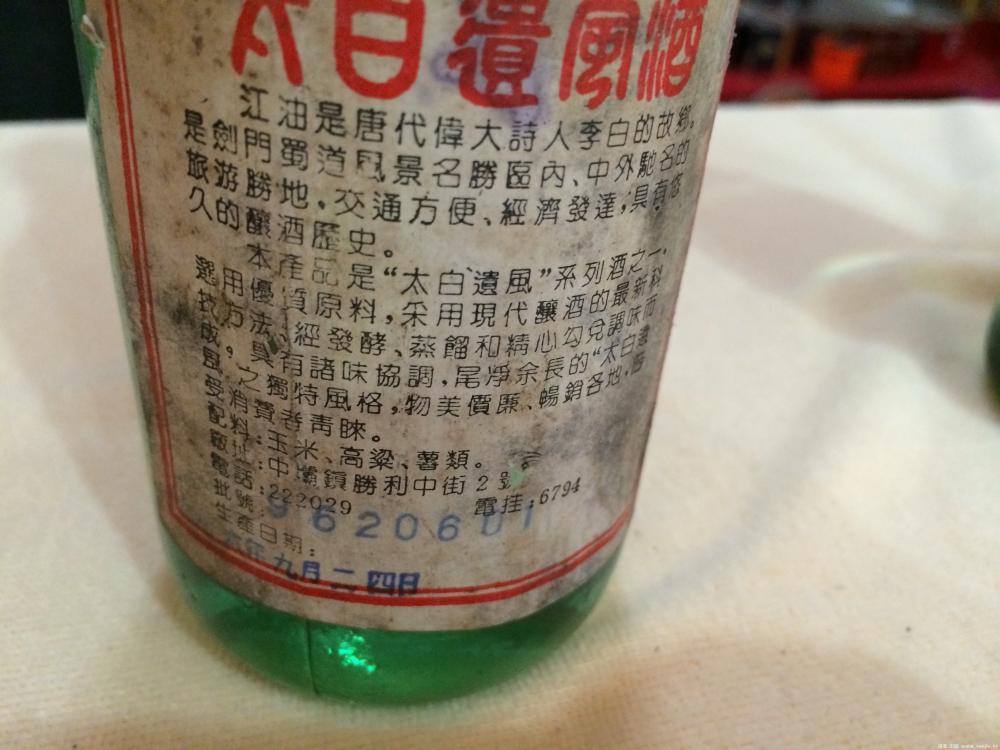 太白遺風酒
江油是唐代偉大詩人李白的故鄉。
是劍門蜀道風景名勝區內、中外馳名的
旅游勝地，交通方便、經濟發達，具有悠
久的釀酒歷史。
本產品是“太白遺風”系列酒之一，
選用優質原料，采用現代釀酒的最新科
技方法、經發酵、蒸餾和精心勾兌調味而
成。具有諸味協調，尾淨余長的“太白遺
風”之獨特風格，物美價廉、暢銷各地，
受消費者青睞。
配料：玉米、高粱、薯類。
廠址：中壩鎮勝利中街2號
電話：222029 電挂：6794
批號：9620601
生產日期：
六年九月二四日